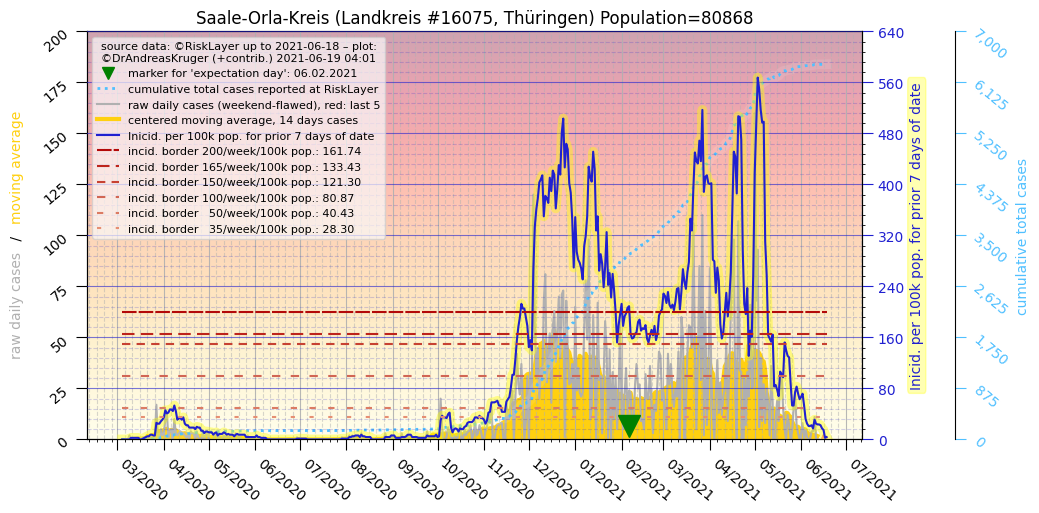 Saale-Orla-Kreis (Landkreis #16075, Thüringen) Population=80868
source data: ©RiskLayer up to 2021-06-18 – plot:
©DrAndreasKruger (+contrib.) 2021-06-19 04:01
marker for 'expectation day': 06.02.2021
cumulative total cases reported at RiskLayer
raw daily cases (weekend-flawed), red: last 5
centered moving average, 14 days cases
Inicid. per 100k pop. for prior 7 days of date
incid. border 200/week/100k pop.: 161.74
incid. border 165/week/100k pop.: 133.43
incid. border 150/week/100k pop.: 121.30
incid. border 100/week/100k pop.: 80.87
incid. border   50/week/100k pop.: 40.43
incid. border   35/week/100k pop.: 28.30
raw daily cases / moving average
200
175
150
125
100
75
50
25
0
640
560
480
400
320
240
160
80
0
Inicid. per 100k pop. for prior 7 days of date
7,000
6,125
5,250
4,375
3,500
2,625
1,750
875
0
cumulative total cases
03/2020
04/2020
05/2020
06/2020
07/2020
08/2020
09/2020
10/2020
11/2020
12/2020
01/2021
02/2021
03/2021
04/2021
05/2021
06/2021
07/2021